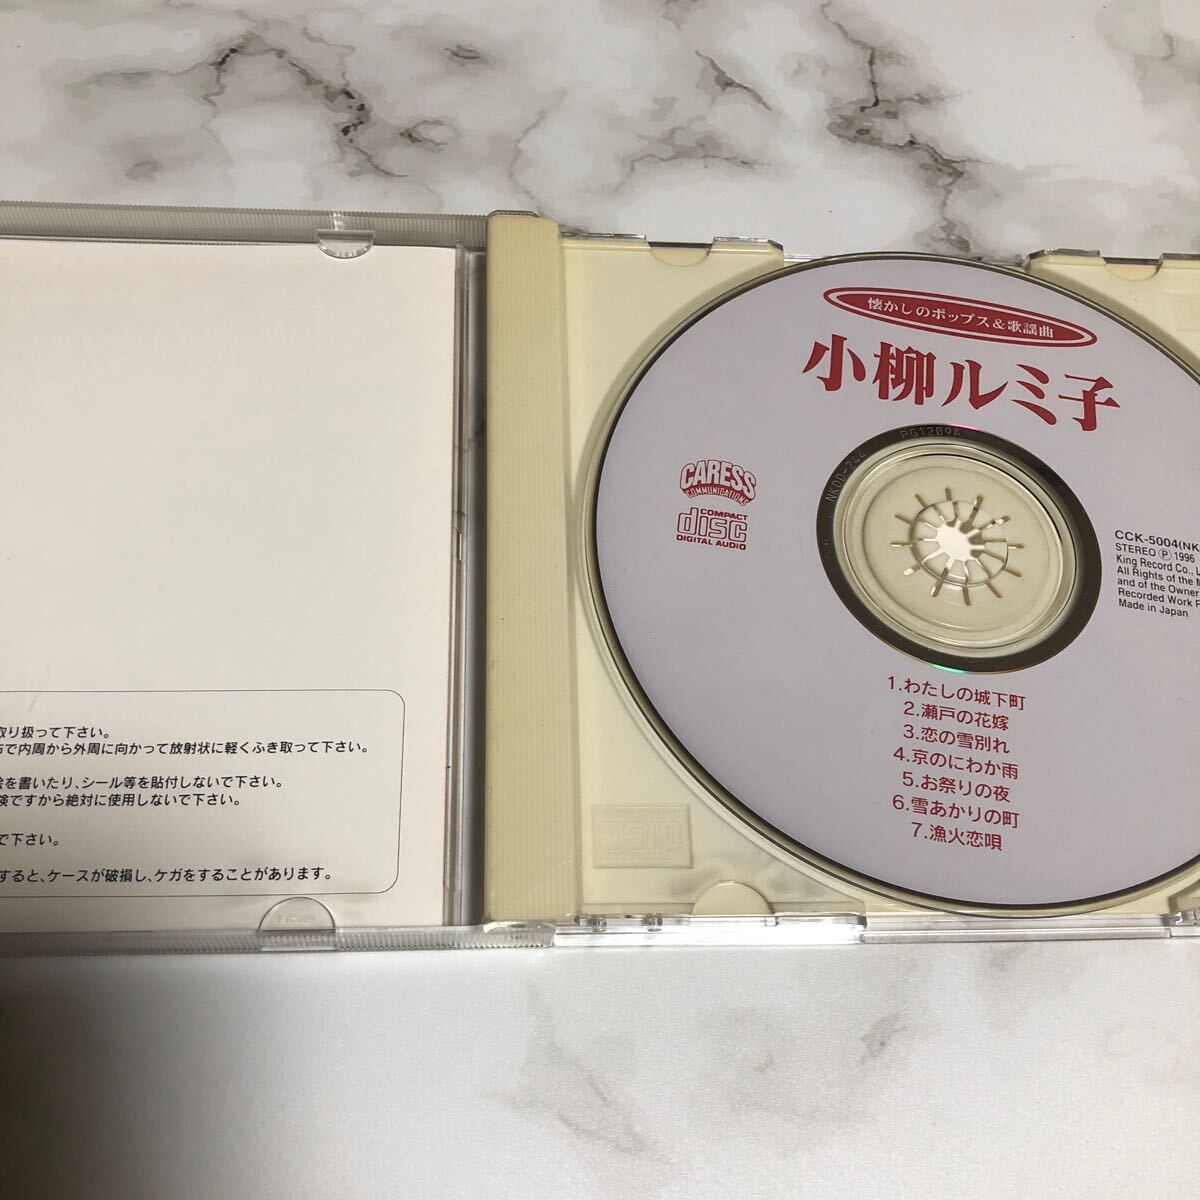 取り扱って下さい。
で内周から外周に向かって放射状に軽くふき取って下さい。
を書いたり、シール等を貼付しないで下さい。
険ですから絶対に使用しないで下さい。
で下さい。
すると、ケースが破損し、ケガをすることがあります。
懐かしのポップス&歌謡曲
小柳ルミ子
PG1209A
NKDD-244
CARESS
COMMUNICATIONS
COMPACT
disc
DIGITAL AUDIO
CCK-5004(NK
STEREO Ⓟ 1996
King Record Co., L
All Rights of the M
and of the Owner
Recorded Work R
Made in Japan
1.わたしの城下町
2.瀬戸の花嫁
3.恋の雪別れ
4.京のにわか雨
5.お祭りの夜
6.雪あかりの町
7.漁火恋唄